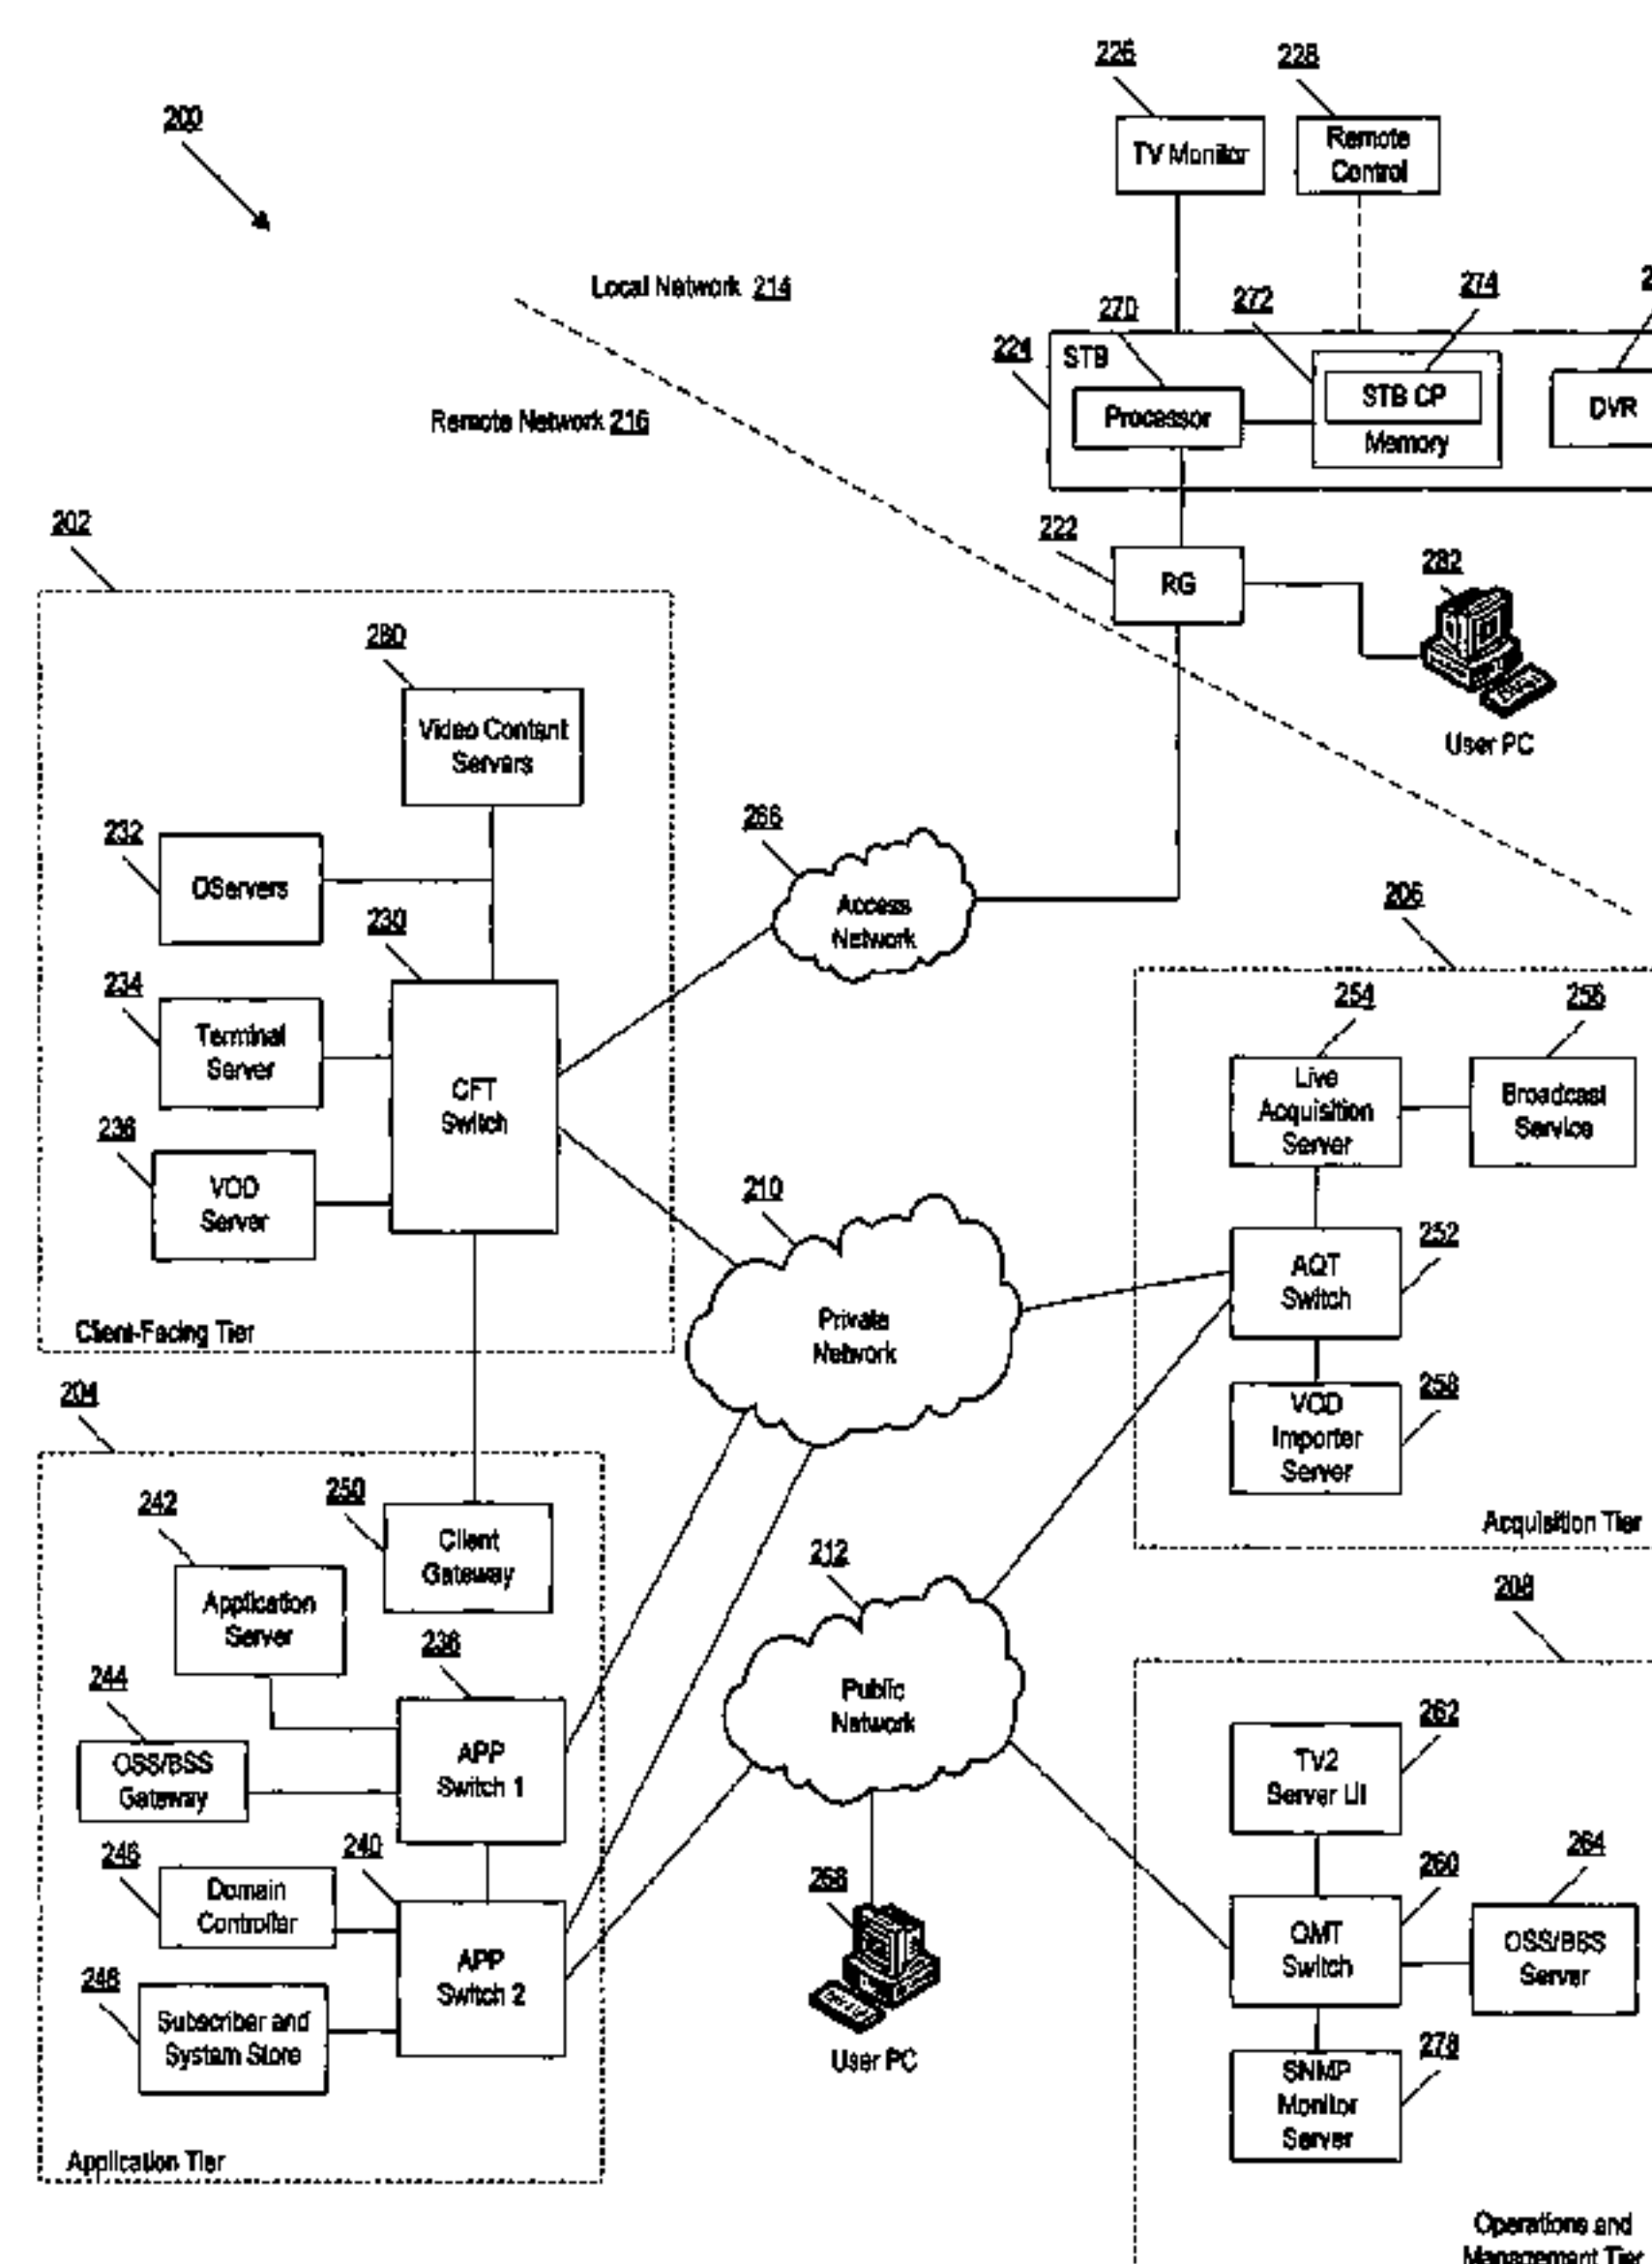 200
226
228
TV Monitor
Remote
Control
Local Network 214
Remote Network 216
270
272
274
224
STB
Processor
STB CP
Memory
DVR
222
RG
282
User PC
202
280
Video Content
Servers
232
DServers
230
234
Terminal
Server
CFT
Switch
236
VOD
Server
Client-Facing Tier
266
Access
Network
206
254
256
Live
Acquisition
Server
Broadcast
Service
252
AQT
Switch
258
VOD
Importer
Server
Acquisition Tier
210
Private
Network
204
242
250
Client
Gateway
Application
Server
236
244
OSS/BSS
Gateway
APP
Switch 1
246
240
Domain
Controller
APP
Switch 2
248
Subscriber and
System Store
Application Tier
212
Public
Network
268
User PC
208
262
TV2
Server UI
260
264
OMT
Switch
OSS/BSS
Server
278
SNMP
Monitor
Server
Operations and
Management Tier